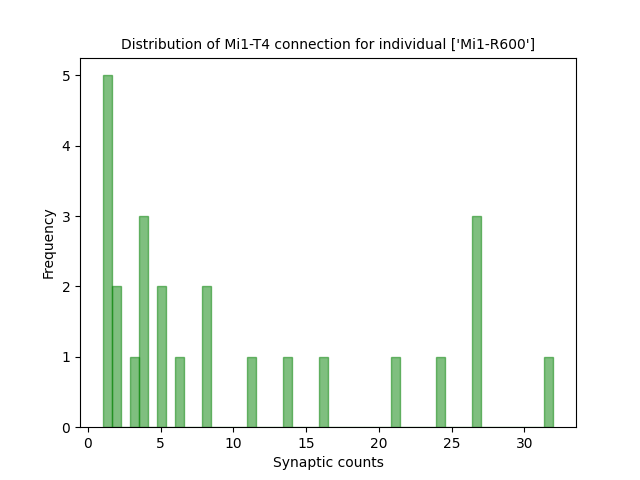 Distribution of Mi1-T4 connection for individual ['Mi1-R600']
5
4
3
2
1
0
Frequency
0 5 10 15 20 25 30
Synaptic counts